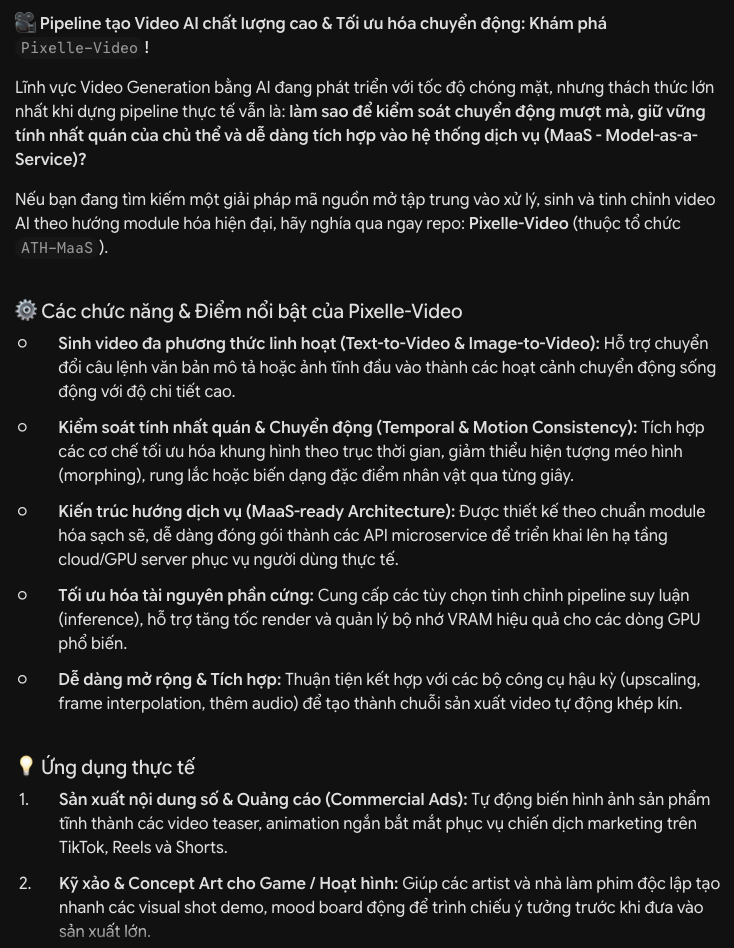 🎥 Pipeline tạo Video AI chất lượng cao & Tối ưu hóa chuyển động: Khám phá
Pixelle-Video !
Lĩnh vực Video Generation bằng AI đang phát triển với tốc độ chóng mặt, nhưng thách thức lớn
nhất khi dựng pipeline thực tế vẫn là: làm sao để kiểm soát chuyển động mượt mà, giữ vững
tính nhất quán của chủ thể và dễ dàng tích hợp vào hệ thống dịch vụ (MaaS - Model-as-a-
Service)?
Nếu bạn đang tìm kiếm một giải pháp mã nguồn mở tập trung vào xử lý, sinh và tinh chỉnh video
AI theo hướng module hóa hiện đại, hãy nghía qua ngay repo: Pixelle-Video (thuộc tổ chức
ATH-MaaS ).
⚙️ Các chức năng & Điểm nổi bật của Pixelle-Video
○ Sinh video đa phương thức linh hoạt (Text-to-Video & Image-to-Video): Hỗ trợ chuyển
đổi câu lệnh văn bản mô tả hoặc ảnh tĩnh đầu vào thành các hoạt cảnh chuyển động sống
động với độ chi tiết cao.
○ Kiểm soát tính nhất quán & Chuyển động (Temporal & Motion Consistency): Tích hợp
các cơ chế tối ưu hóa khung hình theo trục thời gian, giảm thiểu hiện tượng méo hình
(morphing), rung lắc hoặc biến dạng đặc điểm nhân vật qua từng giây.
○ Kiến trúc hướng dịch vụ (MaaS-ready Architecture): Được thiết kế theo chuẩn module
hóa sạch sẽ, dễ dàng đóng gói thành các API microservice để triển khai lên hạ tầng
cloud/GPU server phục vụ người dùng thực tế.
○ Tối ưu hóa tài nguyên phần cứng: Cung cấp các tùy chọn tinh chỉnh pipeline suy luận
(inference), hỗ trợ tăng tốc render và quản lý bộ nhớ VRAM hiệu quả cho các dòng GPU
phổ biến.
○ Dễ dàng mở rộng & Tích hợp: Thuận tiện kết hợp với các bộ công cụ hậu kỳ (upscaling,
frame interpolation, thêm audio) để tạo thành chuỗi sản xuất video tự động khép kín.
💡 Ứng dụng thực tế
1. Sản xuất nội dung số & Quảng cáo (Commercial Ads): Tự động biến hình ảnh sản phẩm
tĩnh thành các video teaser, animation ngắn bắt mắt phục vụ chiến dịch marketing trên
TikTok, Reels và Shorts.
2. Kỹ xảo & Concept Art cho Game / Hoạt hình: Giúp các artist và nhà làm phim độc lập tạo
nhanh các visual shot demo, mood board động để trình chiếu ý tưởng trước khi đưa vào
sản xuất lớn.